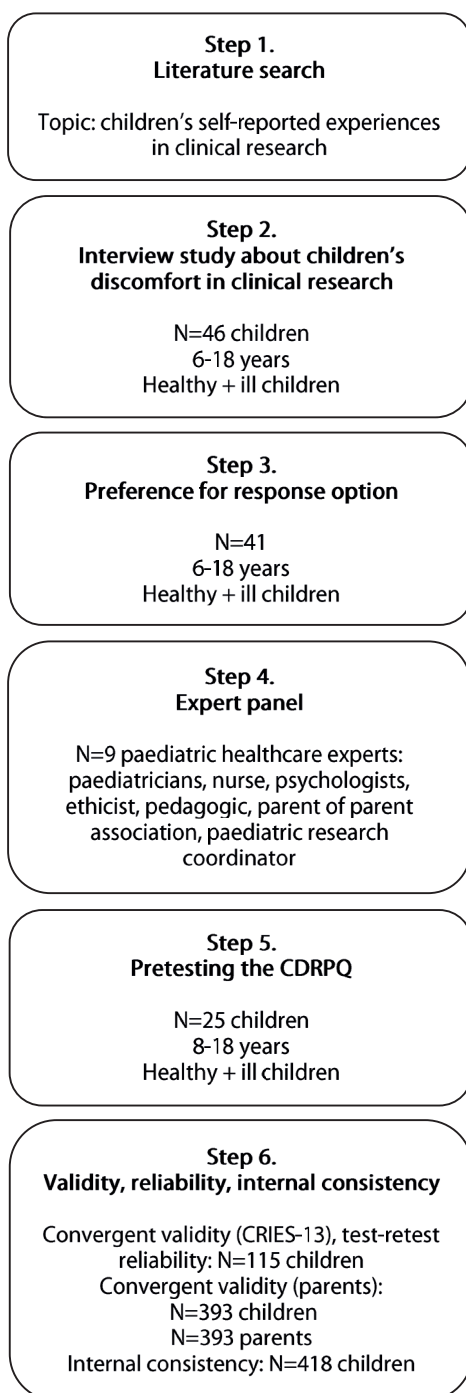 Step 1.
Literature search
Topic: children's self-reported experiences
in clinical research
Step 2.
Interview study about children's
discomfort in clinical research
N=46 children
6-18 years
Healthy + ill children
Step 3.
Preference for response option
N=41
6-18 years
Healthy + ill children
Step 4.
Expert panel
N=9 paediatric healthcare experts:
paediatricians, nurse, psychologists,
ethicist, pedagogic, parent of parent
association, paediatric research
coordinator
Step 5.
Pretesting the CDRPQ
N=25 children
8-18 years
Healthy + ill children
Step 6.
Validity, reliability, internal consistency
Convergent validity (CRIES-13), test-retest
reliability: N=115 children
Convergent validity (parents):
N=393 children
N=393 parents
Internal consistency: N=418 children